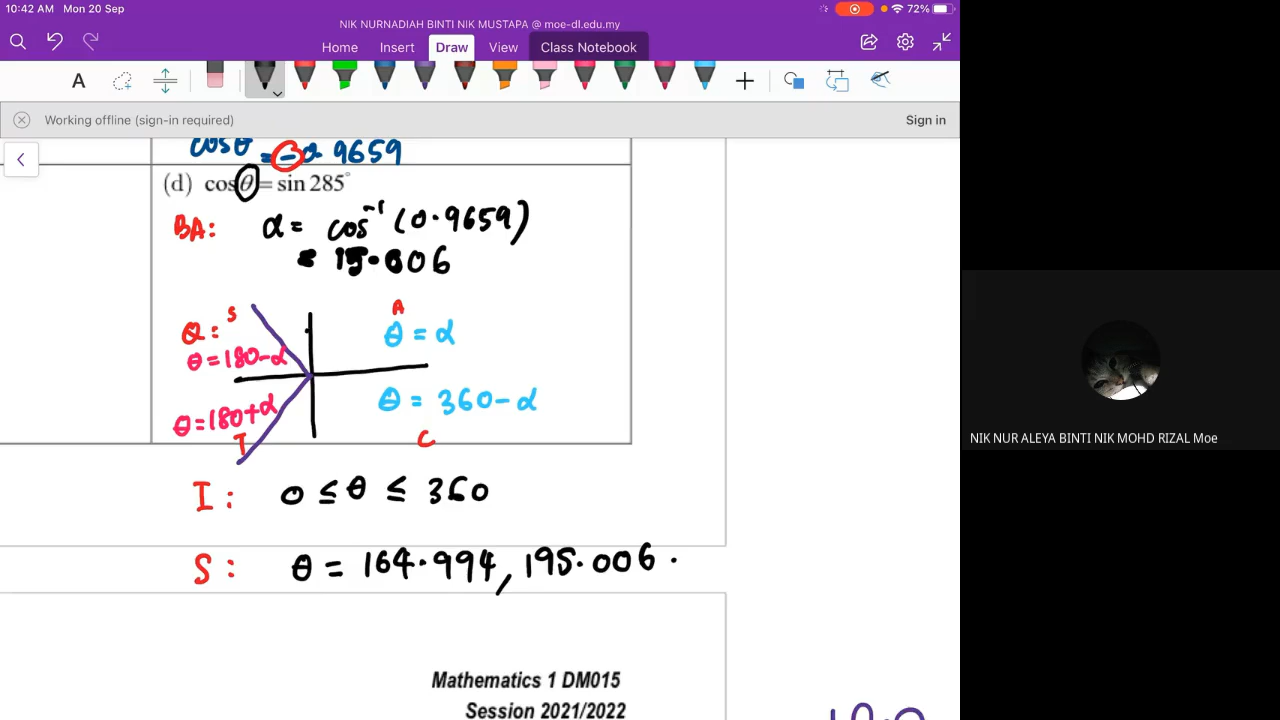 10:42 AM Mon 20 Sep
72%
NIK NURNADIAH BINTI NIK MUSTAPA @ moe-dl.edu.my
Home Insert Draw View Class Notebook
A
Working offline (sign-in required) Sign in
cosθ = -0.9659
(d) cosθ = sin 285°
BA: α = cos⁻¹ (0.9659)
= 15.006
S A
Q: θ = α
θ = 180-α
θ = 360-α
θ = 180+α
T C
I: 0 ≤ θ ≤ 360
S: θ = 164.994, 195.006.
Mathematics 1 DM015
Session 2021/2022
NIK NUR ALEYA BINTI NIK MOHD RIZAL Moe